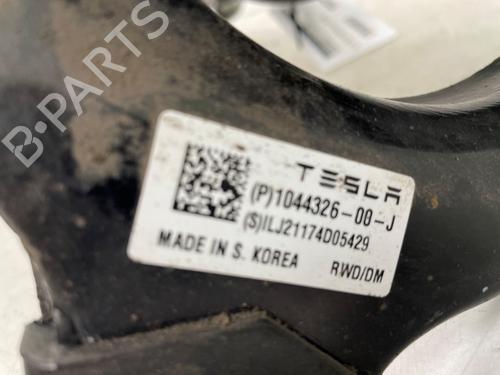 B-PARTS
TESLA
(P)1044326-00-J
(S)ILJ21174D05429
MADE IN S. KOREA
RWD/DM